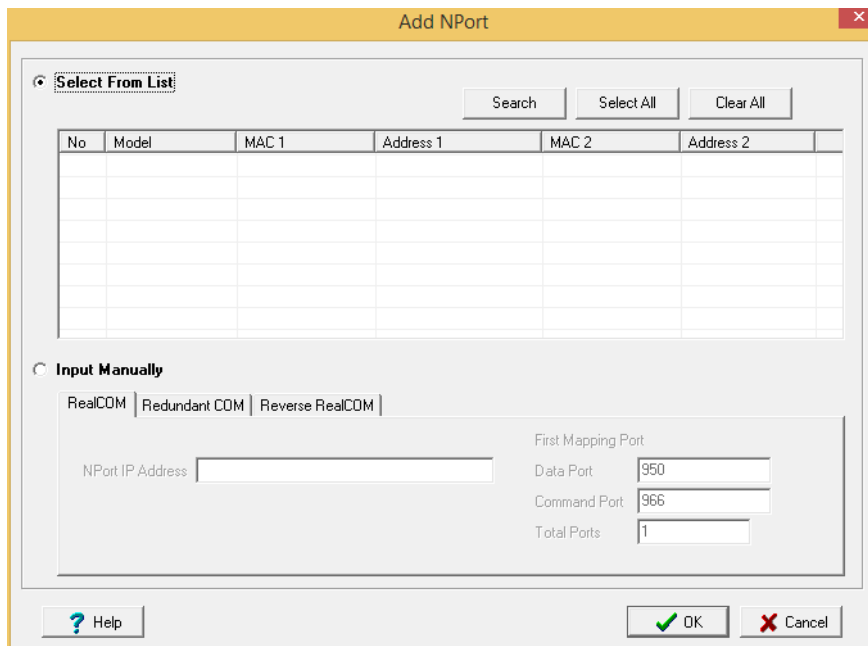 Add NPort
Select From List
Search Select All Clear All
No Model MAC 1 Address 1 MAC 2 Address 2
Input Manually
RealCOM Redundant COM Reverse RealCOM
First Mapping Port
NPort IP Address Data Port 950
Command Port 966
Total Ports 1
Help OK Cancel